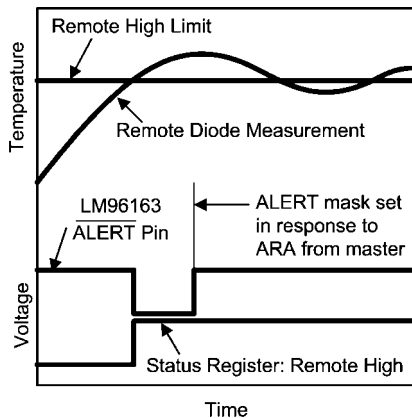 Remote High Limit
Temperature
Remote Diode Measurement
LM96163
ALERT Pin
ALERT mask set
in response to
ARA from master
Voltage
Status Register: Remote High
Time